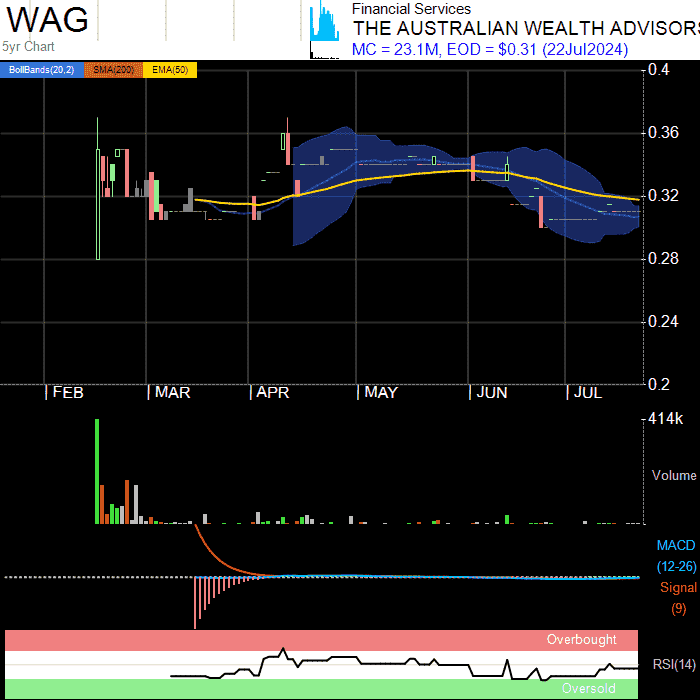 WAG
5yr Chart
Financial Services
THE AUSTRALIAN WEALTH ADVISORS
MC = 23.1M, EOD = $0.31 (22Jul2024)
BollBands(20,2) SMA(200) EMA(50)
0.4
0.36
0.32
0.28
0.24
0.2
FEB MAR APR MAY JUN JUL
414k
Volume
MACD
(12-26)
Signal
(9)
Overbought
RSI(14)
Oversold